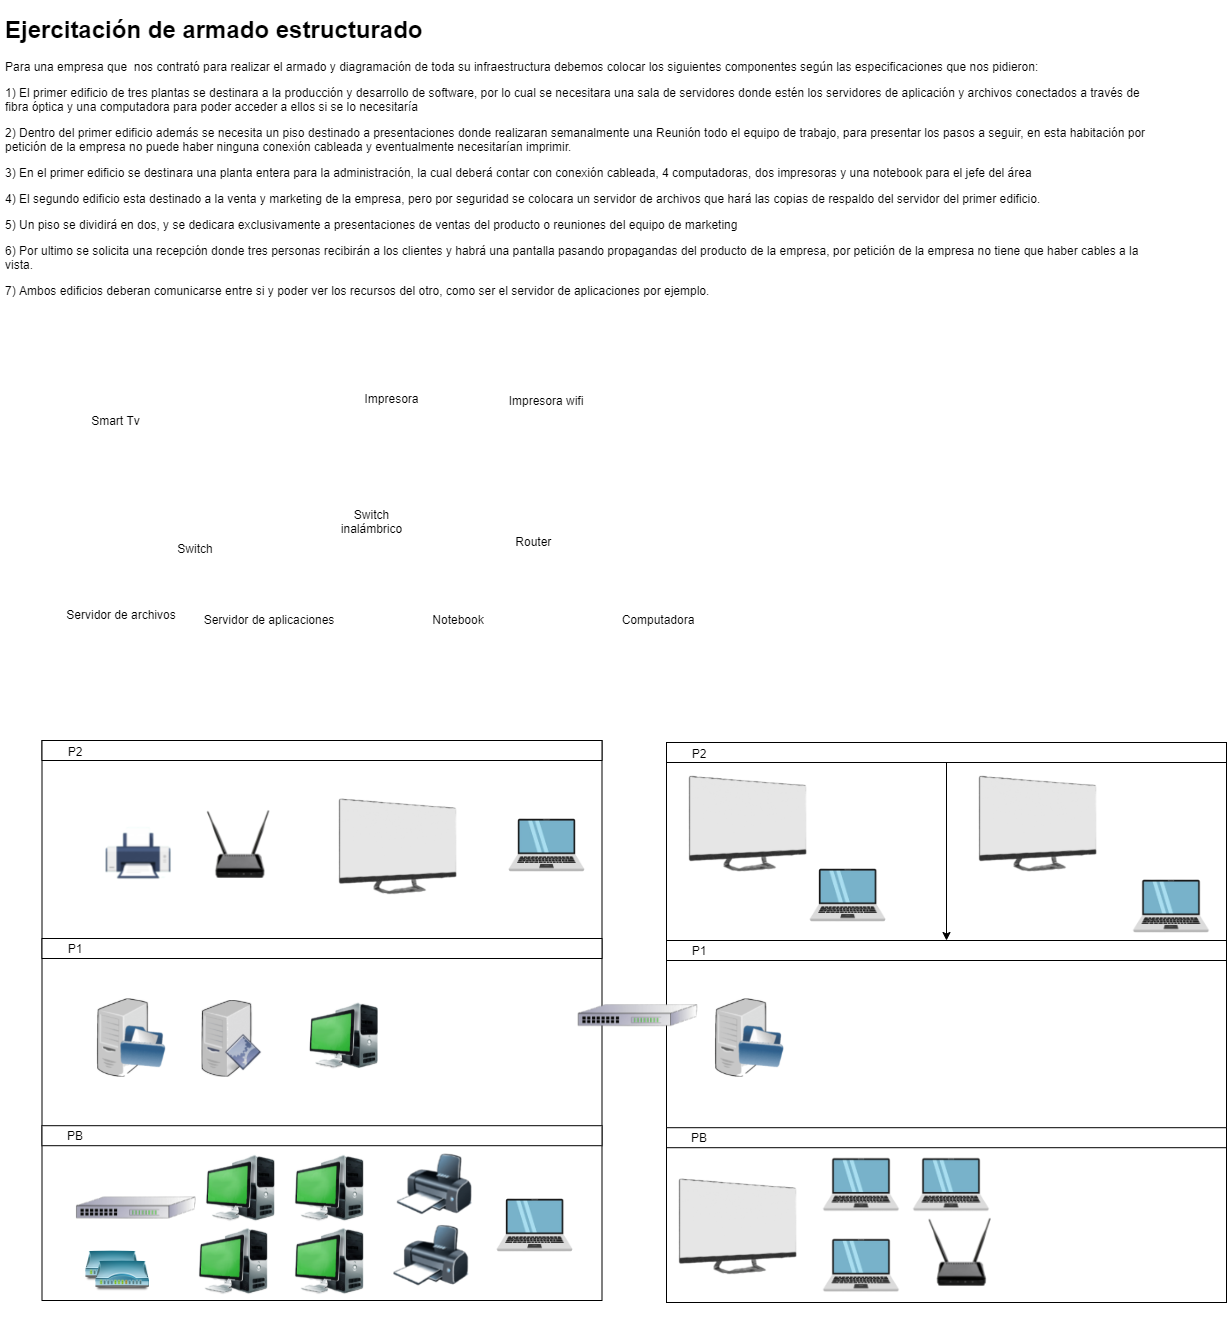 Ejercitación de armado estructurado
Para una empresa que  nos contrató para realizar el armado y diagramación de toda su infraestructura debemos colocar los siguientes componentes según las especificaciones que nos pidieron:
1) El primer edificio de tres plantas se destinara a la producción y desarrollo de software, por lo cual se necesitara una sala de servidores donde estén los servidores de aplicación y archivos conectados a través de
fibra óptica y una computadora para poder acceder a ellos si se lo necesitaría
2) Dentro del primer edificio además se necesita un piso destinado a presentaciones donde realizaran semanalmente una Reunión todo el equipo de trabajo, para presentar los pasos a seguir, en esta habitación por
petición de la empresa no puede haber ninguna conexión cableada y eventualmente necesitarían imprimir.
3) En el primer edificio se destinara una planta entera para la administración, la cual deberá contar con conexión cableada, 4 computadoras, dos impresoras y una notebook para el jefe del área
4) El segundo edificio esta destinado a la venta y marketing de la empresa, pero por seguridad se colocara un servidor de archivos que hará las copias de respaldo del servidor del primer edificio.
5) Un piso se dividirá en dos, y se dedicara exclusivamente a presentaciones de ventas del producto o reuniones del equipo de marketing
6) Por ultimo se solicita una recepción donde tres personas recibirán a los clientes y habrá una pantalla pasando propagandas del producto de la empresa, por petición de la empresa no tiene que haber cables a la
vista.
7) Ambos edificios deberan comunicarse entre si y poder ver los recursos del otro, como ser el servidor de aplicaciones por ejemplo.
Impresora
Impresora wifi
Smart Tv
Switch
inalámbrico
Router
Switch
Servidor de archivos
Servidor de aplicaciones
Notebook
Computadora
P2
P2
P1
P1
PB
PB